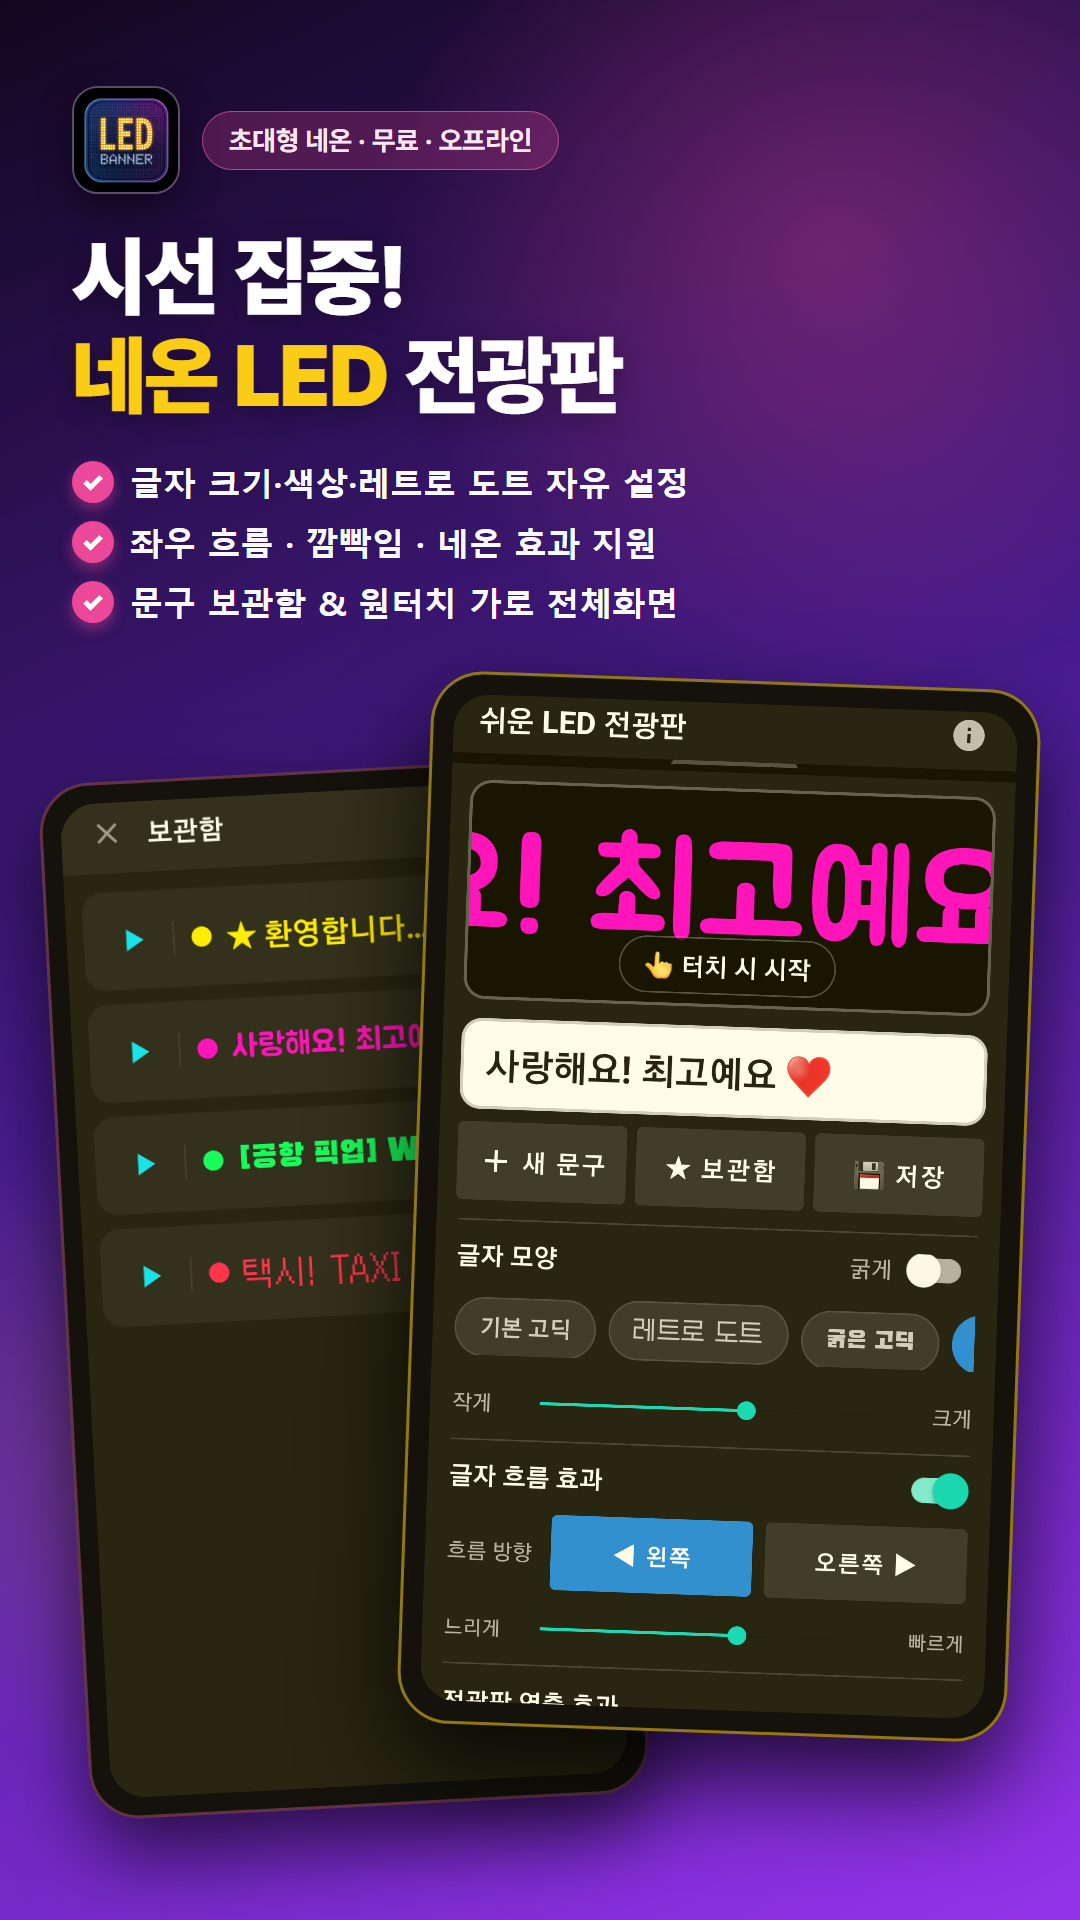 LED
BANNER
초대형 네온 · 무료 · 오프라인
시선 집중!
네온 LED 전광판
글자 크기·색상·레트로 도트 자유 설정
좌우 흐름 · 깜빡임 · 네온 효과 지원
문구 보관함 & 원터치 가로 전체화면
보관함
★ 환영합니다...
사랑해요! 최고
[공항 픽업] W
택시! TAXI
쉬운 LED 전광판
요! 최고예요
터치 시 시작
사랑해요! 최고예요 ❤️
+ 새 문구
★ 보관함
저장
글자 모양
굵게
기본 고딕
레트로 도트
굵은 고딕
작게
크게
글자 흐름 효과
흐름 방향
◀ 왼쪽
오른쪽 ▶
느리게
빠르게
전광판 연출 효과